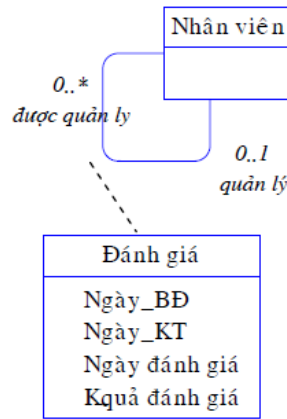 Nhân viên
0..*
được quản ly
0..1
quản lý
Đánh giá
Ngày_BĐ
Ngày_KT
Ngày đánh giá
Kquả đánh giá